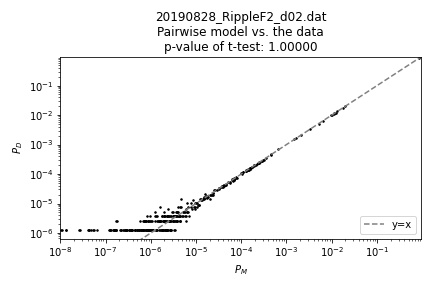 20190828_RippleF2_d02.dat
Pairwise model vs. the data
p-value of t-test: 1.00000
10⁻¹
10⁻²
10⁻³
10⁻⁴
10⁻⁵
10⁻⁶
P_D
y=x
10⁻⁸ 10⁻⁷ 10⁻⁶ 10⁻⁵ 10⁻⁴ 10⁻³ 10⁻² 10⁻¹
P_M